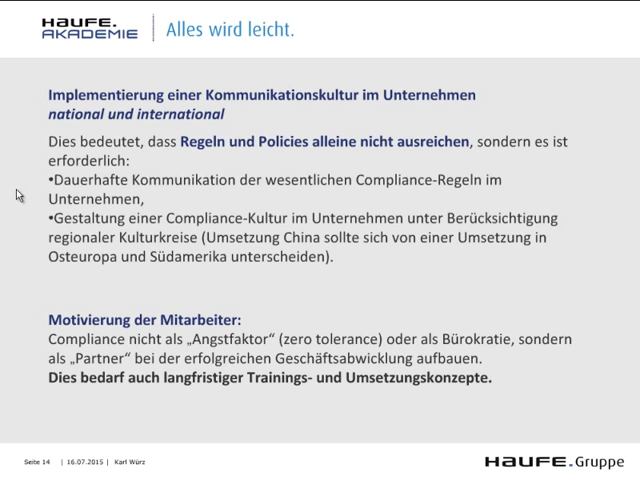 HAUFE.
AKADEMIE
Alles wird leicht.
Implementierung einer Kommunikationskultur im Unternehmen
national und international
Dies bedeutet, dass Regeln und Policies alleine nicht ausreichen, sondern es ist
erforderlich:
•Dauerhafte Kommunikation der wesentlichen Compliance-Regeln im
Unternehmen,
•Gestaltung einer Compliance-Kultur im Unternehmen unter Berücksichtigung
regionaler Kulturkreise (Umsetzung China sollte sich von einer Umsetzung in
Osteuropa und Südamerika unterscheiden).
Motivierung der Mitarbeiter:
Compliance nicht als „Angstfaktor“ (zero tolerance) oder als Bürokratie, sondern
als „Partner“ bei der erfolgreichen Geschäftsabwicklung aufbauen.
Dies bedarf auch langfristiger Trainings- und Umsetzungskonzepte.
Seite 14 | 16.07.2015 | Karl Würz
HAUFE.Gruppe